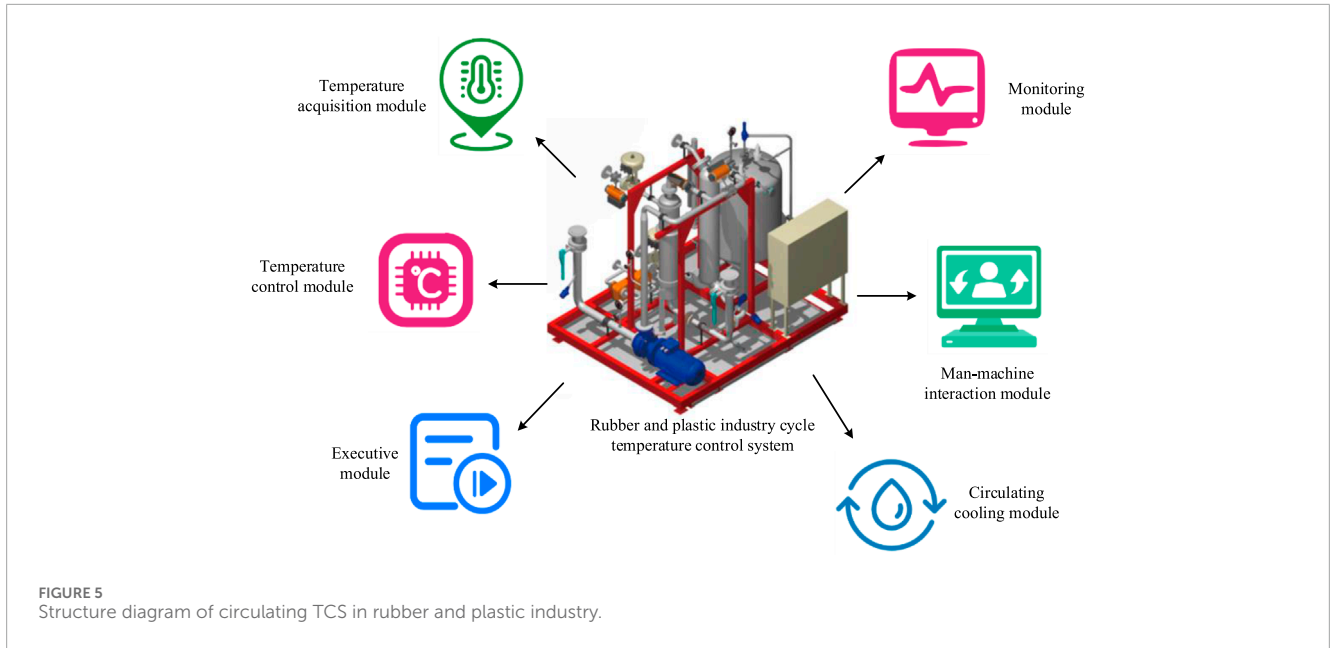 Temperature
acquisition module
Monitoring
module
Temperature
control module
°C
Man-machine
interaction module
Executive
module
Rubber and plastic industry cycle
temperature control system
Circulating
cooling module
FIGURE 5
Structure diagram of circulating TCS in rubber and plastic industry.